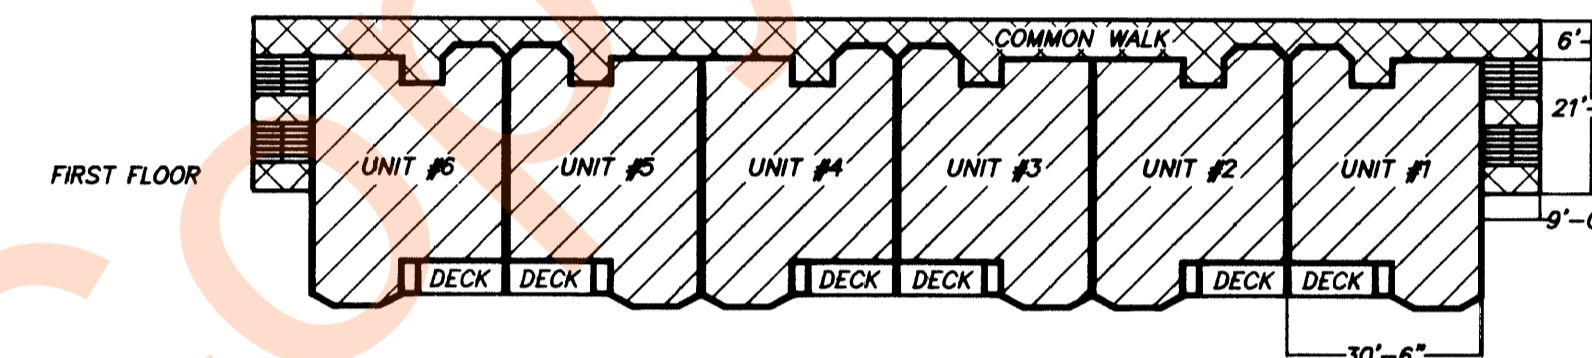 COMMON WALK
6'-
21'-
FIRST FLOOR
UNIT #6
UNIT #5
UNIT #4
UNIT #3
UNIT #2
UNIT #1
9'-0
DECK
DECK
DECK
DECK
DECK
DECK
30'-6"